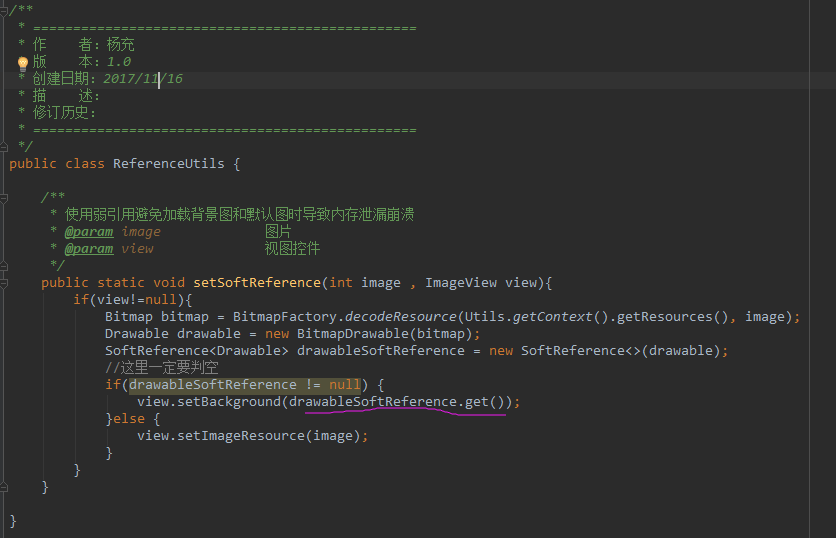 /**
 * ================================================
 * 作    者：杨充
 * 版    本：1.0
 * 创建日期：2017/11/16
 * 描    述：
 * 修订历史：
 * ================================================
 */
public class ReferenceUtils {
    /**
     * 使用弱引用避免加载背景图和默认图时导致内存泄漏崩溃
     * @param image             图片
     * @param view              视图控件
     */
    public static void setSoftReference(int image , ImageView view){
        if(view!=null){
            Bitmap bitmap = BitmapFactory.decodeResource(Utils.getContext().getResources(), image);
            Drawable drawable = new BitmapDrawable(bitmap);
            SoftReference<Drawable> drawableSoftReference = new SoftReference<>(drawable);
            //这里一定要判空
            if(drawableSoftReference != null) {
                view.setBackground(drawableSoftReference.get());
            }else {
                view.setImageResource(image);
            }
        }
    }
}